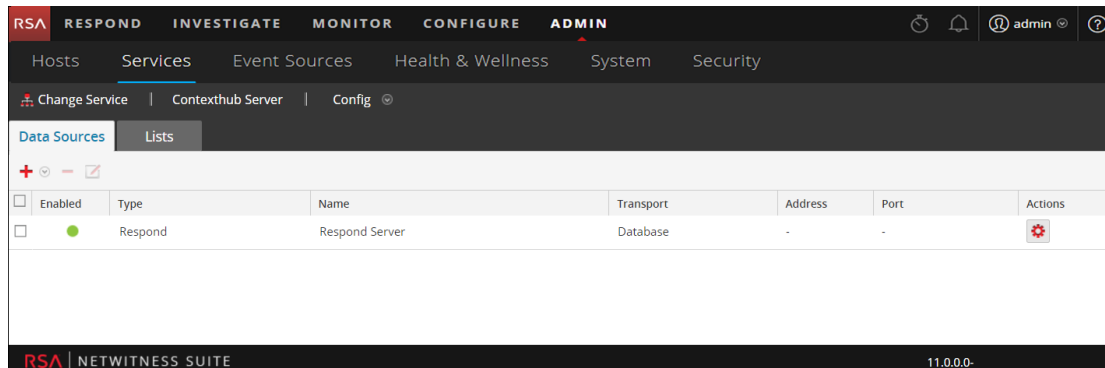 RSA RESPOND INVESTIGATE MONITOR CONFIGURE ADMIN admin
Hosts Services Event Sources Health & Wellness System Security
Change Service | Contexthub Server | Config
Data Sources Lists
Enabled Type Name Transport Address Port Actions
Respond Respond Server Database - -
RSA | NETWITNESS SUITE 11.0.0.0-